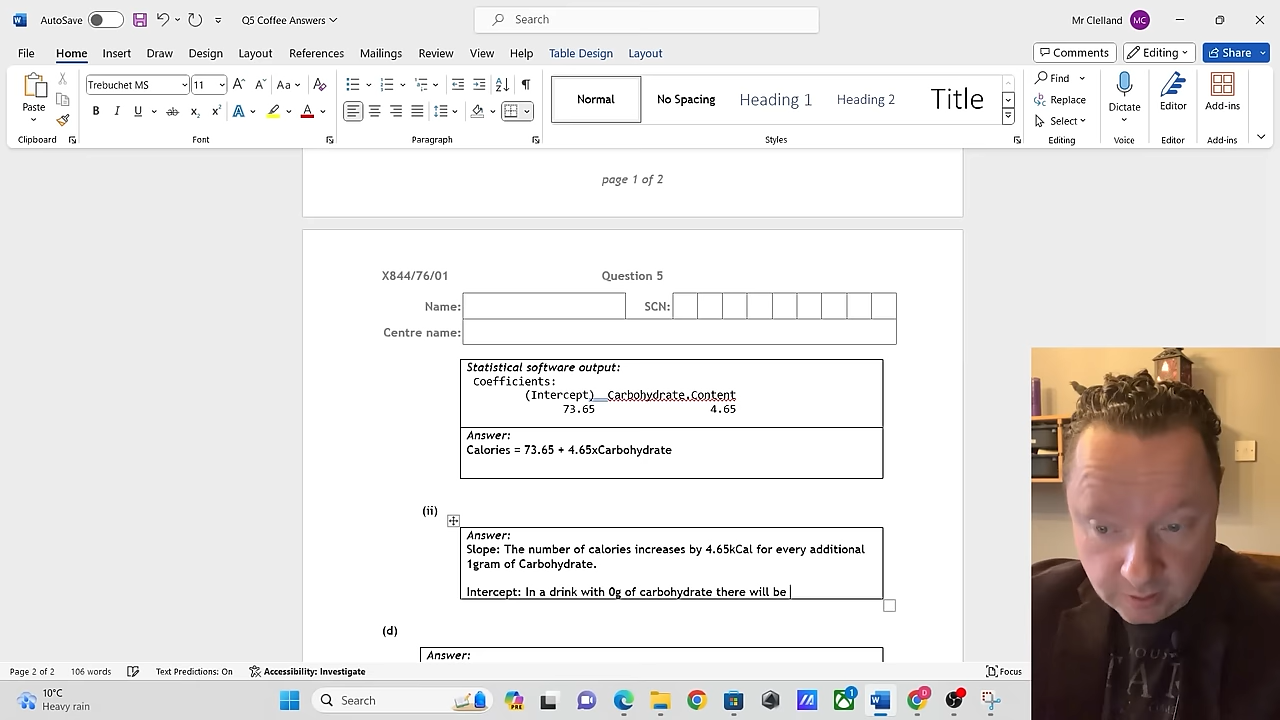 AutoSave
Q5 Coffee Answers
Search
Mr Clelland
MC
File
Home
Insert
Draw
Design
Layout
References
Mailings
Review
View
Help
Table Design
Layout
Comments
Editing
Share
Paste
Clipboard
Trebuchet MS
11
Font
Paragraph
Normal
No Spacing
Heading 1
Heading 2
Title
Styles
Find
Replace
Select
Editing
Dictate
Voice
Editor
Editor
Add-ins
Add-ins
page 1 of 2
X844/76/01 Question 5
Name: SCN:
Centre name:
Statistical software output:
Coefficients:
(Intercept) Carbohydrate.Content
73.65 4.65
Answer:
Calories = 73.65 + 4.65xCarbohydrate
(ii)
Answer:
Slope: The number of calories increases by 4.65kCal for every additional
1gram of Carbohydrate.
Intercept: In a drink with 0g of carbohydrate there will be
(d)
Answer:
Page 2 of 2 106 words Text Predictions: On Accessibility: Investigate Focus
10°C
Heavy rain
Search